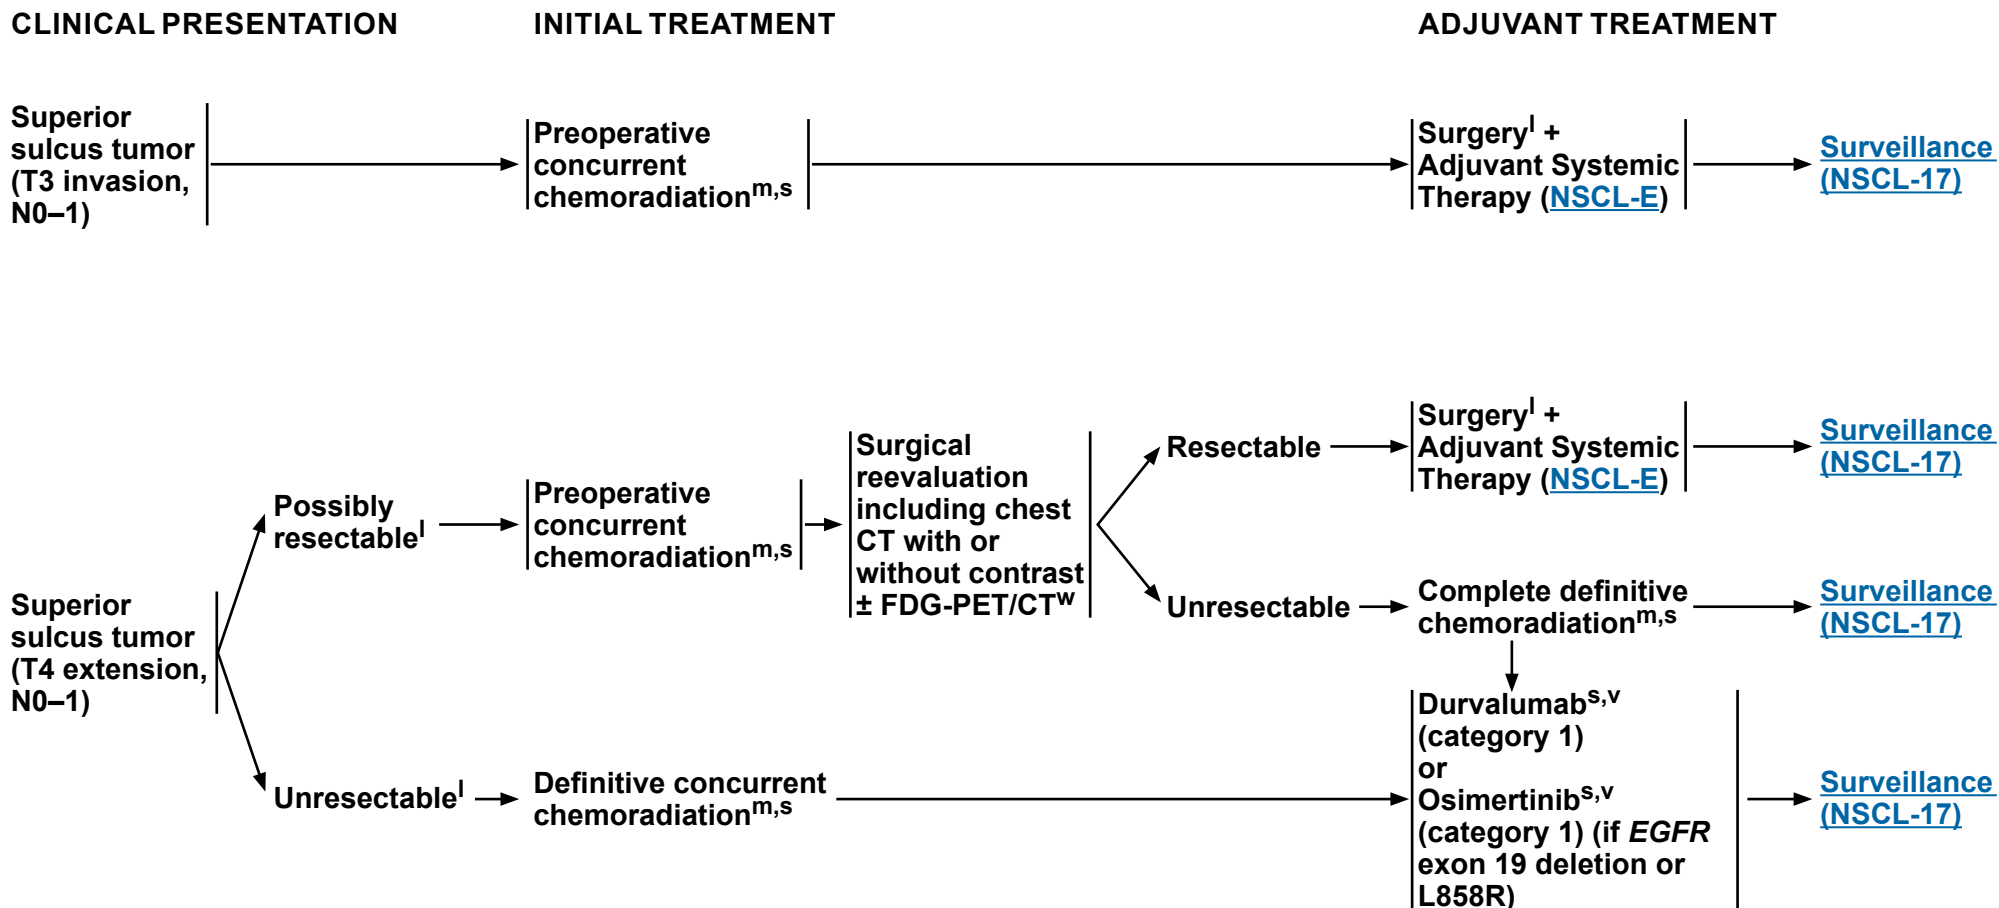 CLINICAL PRESENTATION
INITIAL TREATMENT
ADJUVANT TREATMENT
Superior
sulcus tumor
(T3 invasion,
N0–1)
Preoperative
concurrent
chemoradiationm,s
Surgeryl +
Adjuvant Systemic
Therapy (NSCL-E)
Surveillance
(NSCL-17)
Superior
sulcus tumor
(T4 extension,
N0–1)
Possibly
resectablel
Preoperative
concurrent
chemoradiationm,s
Surgical
reevaluation
including chest
CT with or
without contrast
± FDG-PET/CTw
Resectable
Surgeryl +
Adjuvant Systemic
Therapy (NSCL-E)
Surveillance
(NSCL-17)
Unresectable
Complete definitive
chemoradiationm,s
Surveillance
(NSCL-17)
Unresectablel
Definitive concurrent
chemoradiationm,s
Durvalumabs,v
(category 1)
or
Osimertinibs,v
(category 1) (if EGFR
exon 19 deletion or
L858R)
Surveillance
(NSCL-17)